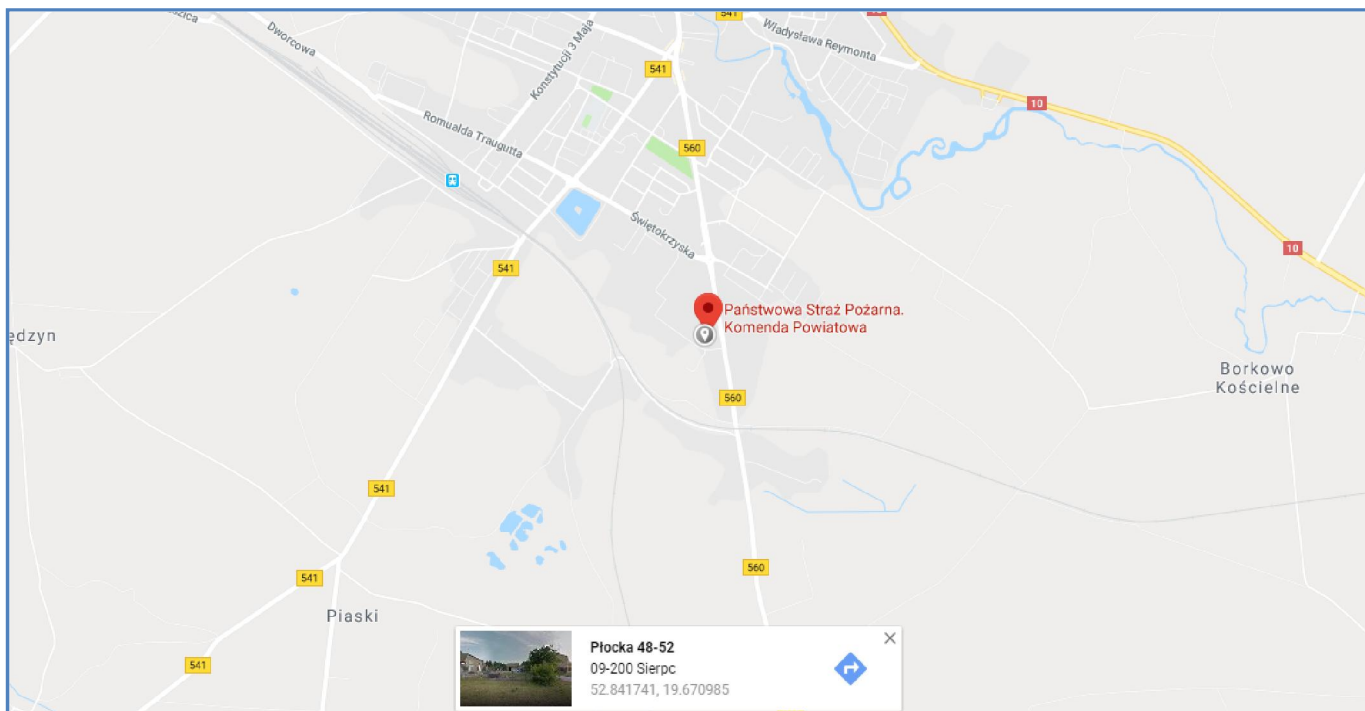 541
10
Władysława Reymonta
Dworcowa
Konstytucji 3 Maja
541
10
Romualda Traugutta
560
Świętokrzyska
10
541
Państwowa Straż Pożarna.
Komenda Powiatowa
Borkowo
Kościelne
560
541
560
541
Piaski
541
Płocka 48-52
09-200 Sierpc
52.841741, 19.670985